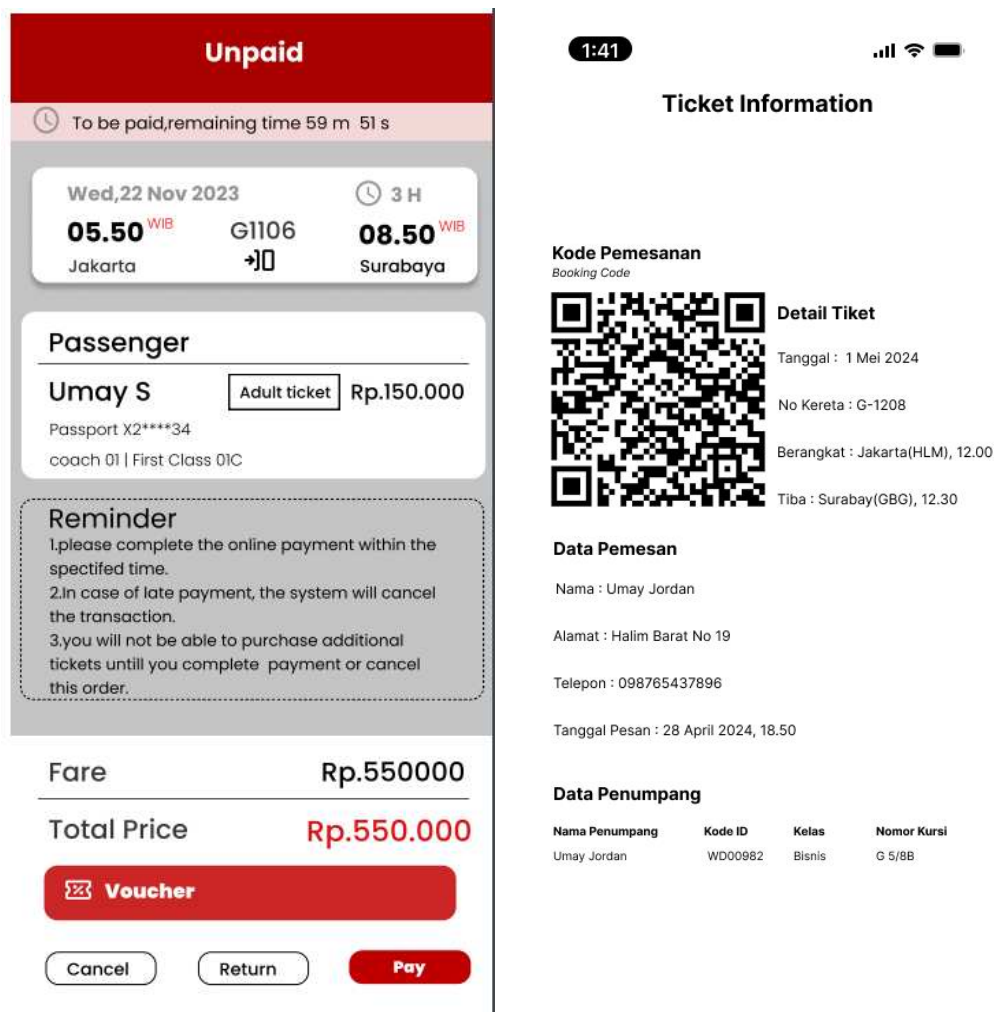 Unpaid
To be paid,remaining time 59 m 51 s
Wed,22 Nov 2023 3 H
05.50 WIB G1106 08.50 WIB
Jakarta Surabaya
Passenger
Umay S Adult ticket Rp.150.000
Passport X2****34
coach 01 | First Class 01C
Reminder
1.please complete the online payment within the
spectifed time.
2.In case of late payment, the system will cancel
the transaction.
3.you will not be able to purchase additional
tickets untill you complete payment or cancel
this order.
Fare Rp.550000
Total Price Rp.550.000
Voucher
Cancel Return Pay
1:41
Ticket Information
Kode Pemesanan
Booking Code
Detail Tiket
Tanggal : 1 Mei 2024
No Kereta : G-1208
Berangkat : Jakarta(HLM), 12.00
Tiba : Surabay(GBG), 12.30
Data Pemesan
Nama : Umay Jordan
Alamat : Halim Barat No 19
Telepon : 098765437896
Tanggal Pesan : 28 April 2024, 18.50
Data Penumpang
Nama Penumpang Kode ID Kelas Nomor Kursi
Umay Jordan WD00982 Bisnis G 5/8B